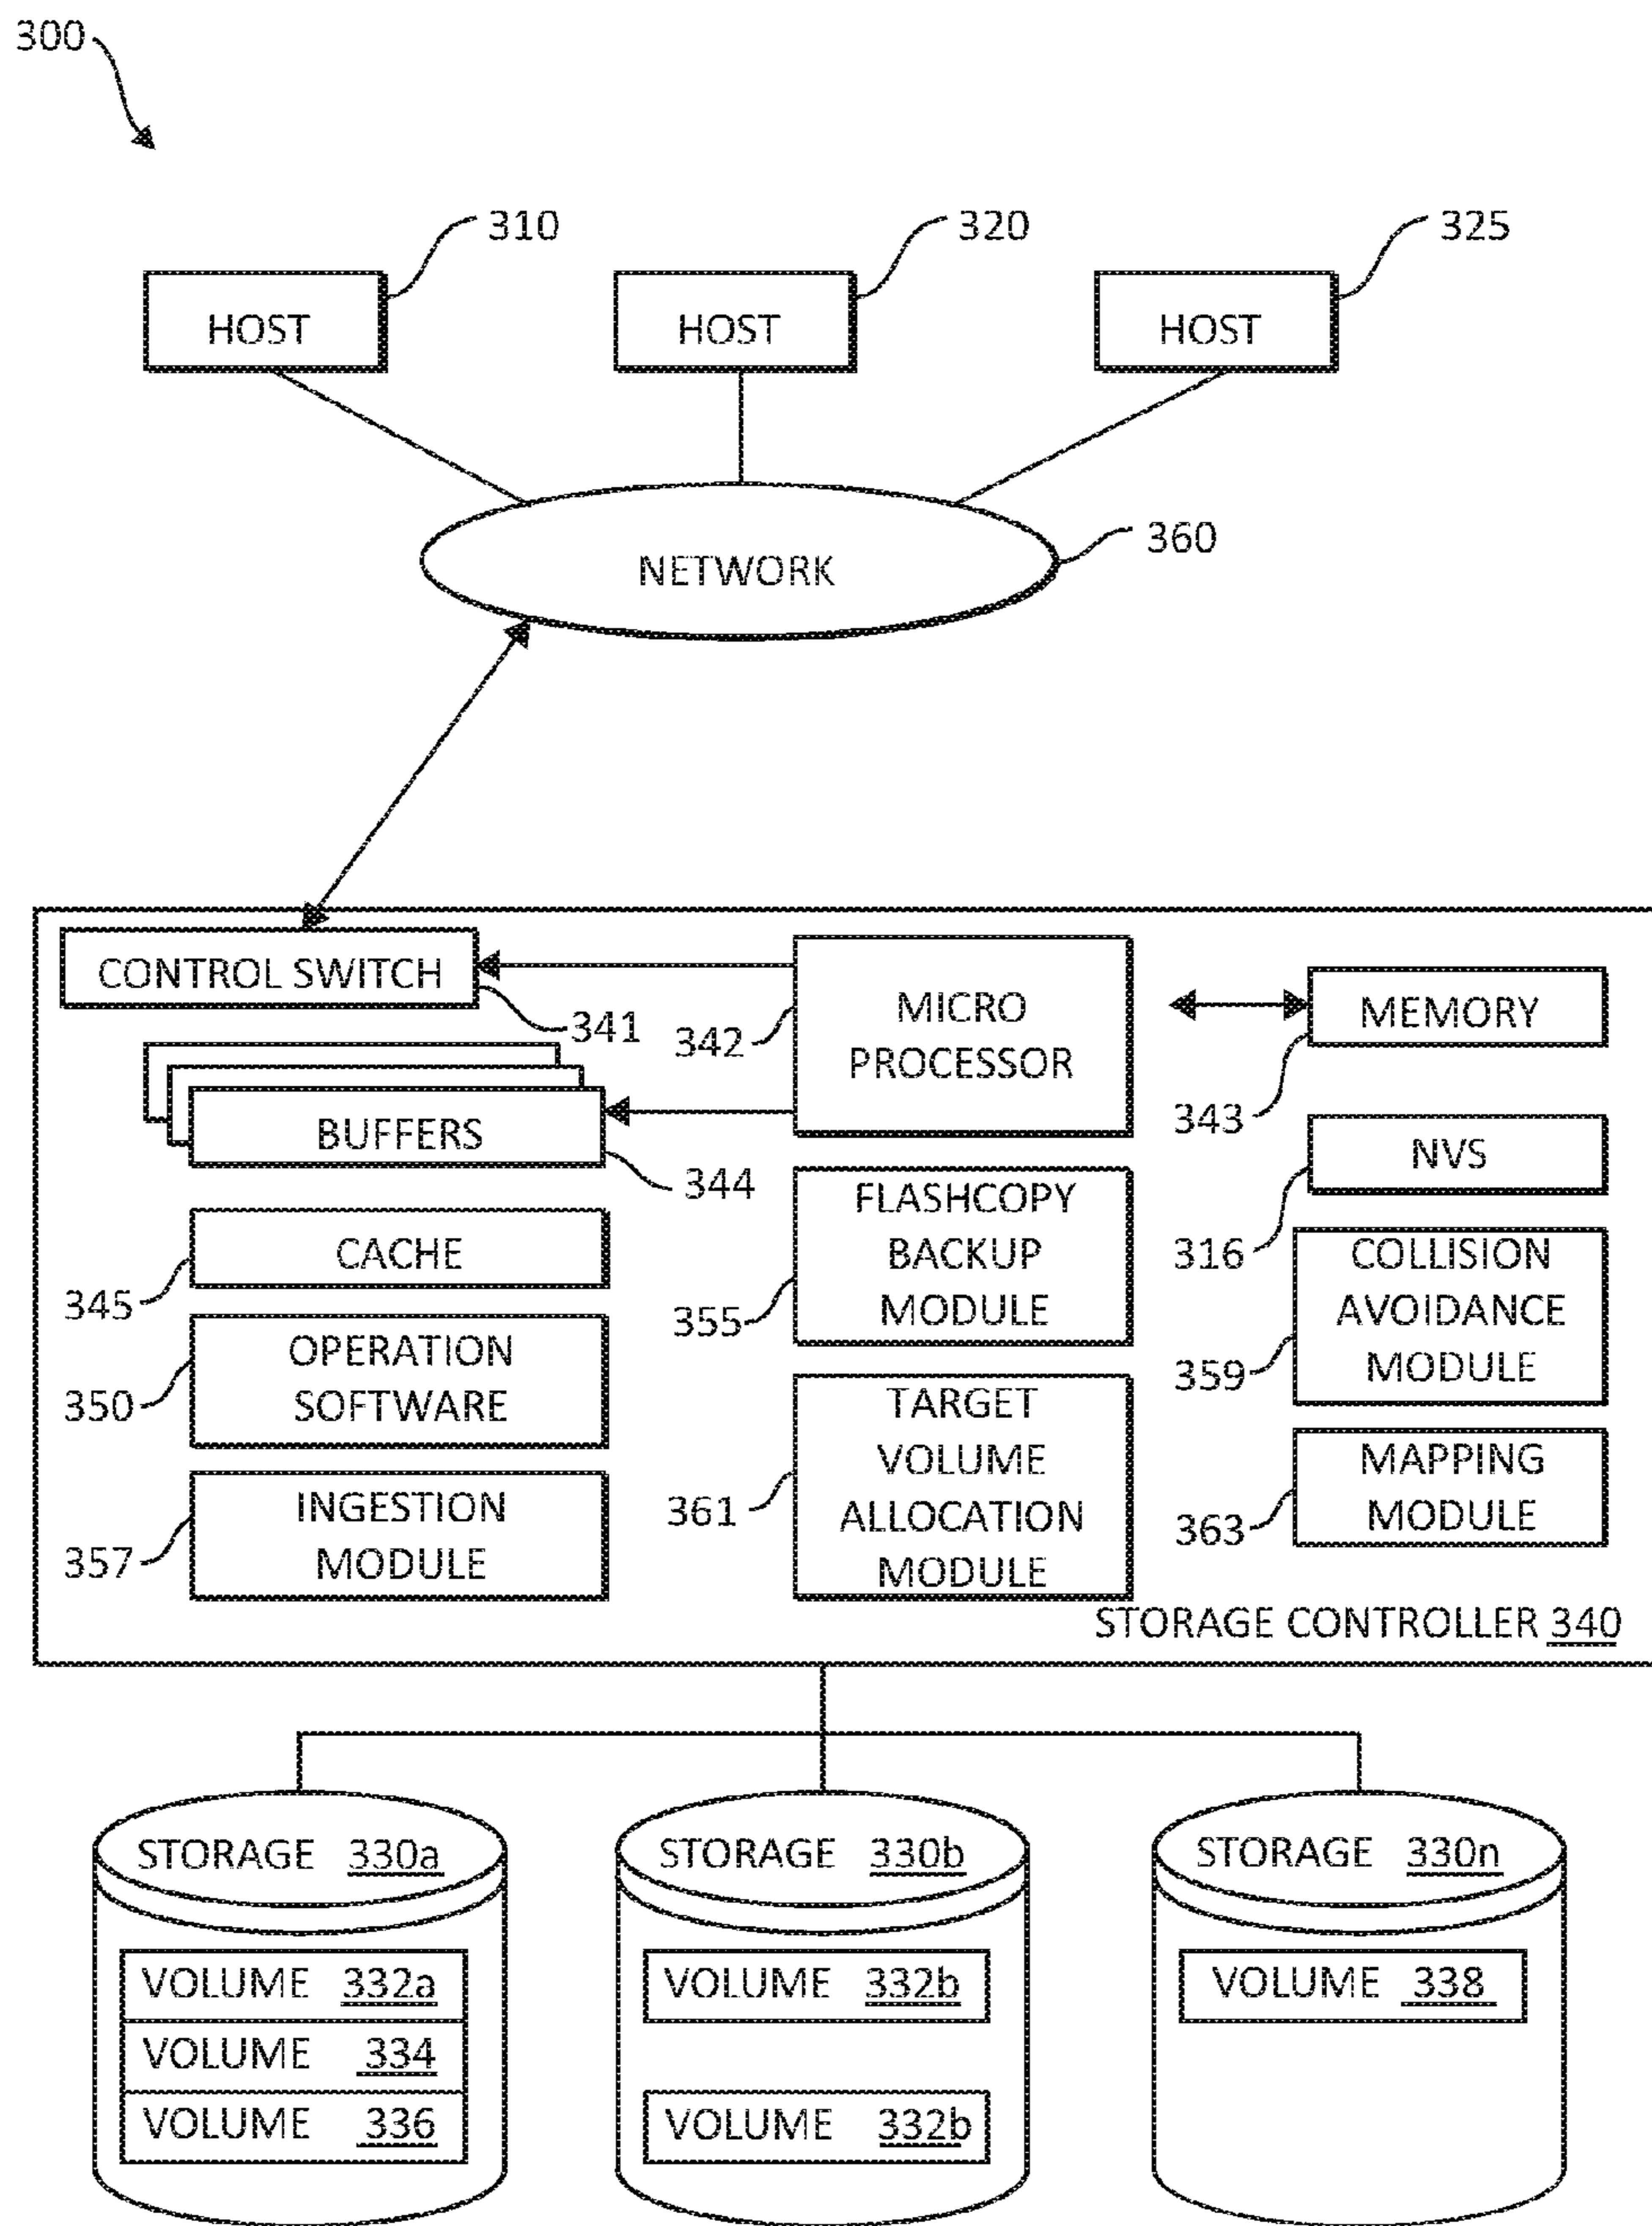 300
310
320
325
HOST
HOST
HOST
360
NETWORK
CONTROL SWITCH
341
342
MICRO
PROCESSOR
MEMORY
343
BUFFERS
344
NVS
316
CACHE
345
FLASHCOPY
BACKUP
MODULE
355
COLLISION
AVOIDANCE
MODULE
359
OPERATION
SOFTWARE
350
TARGET
VOLUME
ALLOCATION
MODULE
361
MAPPING
MODULE
363
INGESTION
MODULE
357
STORAGE CONTROLLER 340
STORAGE 330a
VOLUME 332a
VOLUME 334
VOLUME 336
STORAGE 330b
VOLUME 332b
VOLUME 332b
STORAGE 330n
VOLUME 338